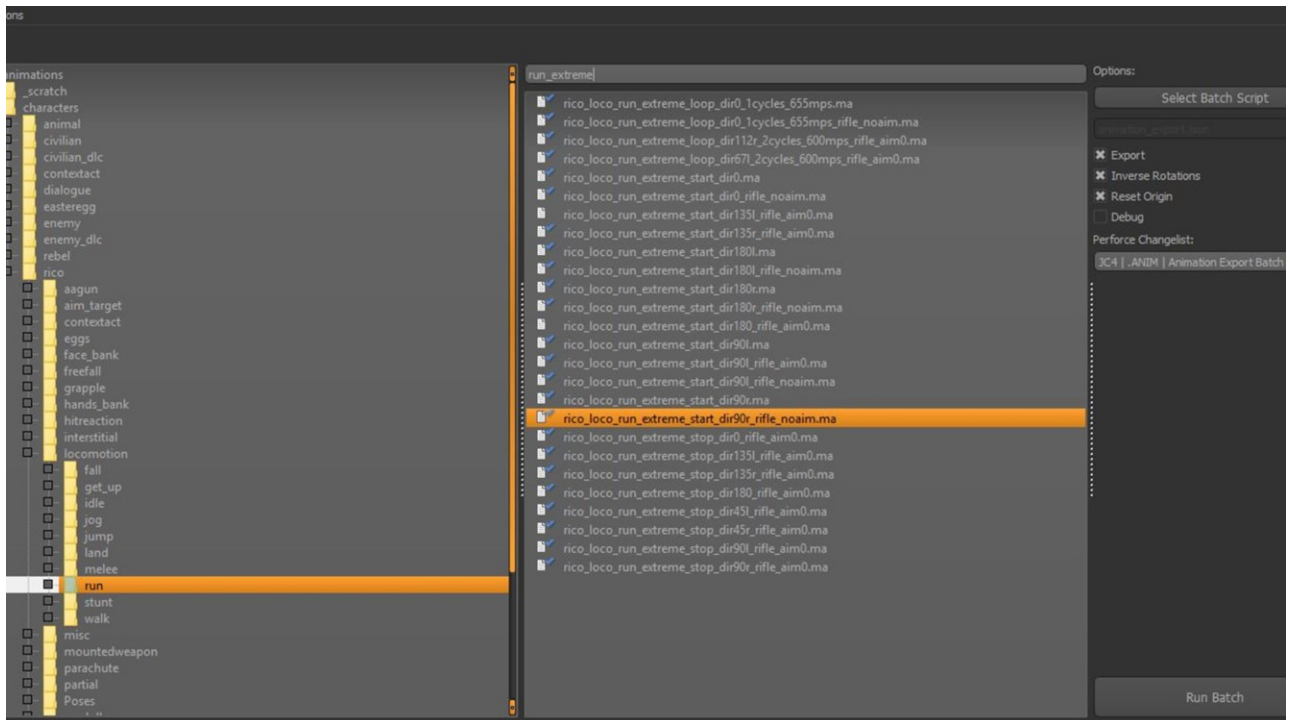 ons
animations
_scratch
characters
animal
civilian
civilian_dlc
contextact
dialogue
easteregg
enemy
enemy_dlc
rebel
rico
aagun
aim_target
contextact
eggs
face_bank
freefall
grapple
hands_bank
hitreaction
interstitial
locomotion
fall
get_up
idle
jog
jump
land
melee
run
stunt
walk
misc
mountedweapon
parachute
partial
Poses
run_extreme
rico_loco_run_extreme_loop_dir0_1cycles_655mps.ma
rico_loco_run_extreme_loop_dir0_1cycles_655mps_rifle_noaim.ma
rico_loco_run_extreme_loop_dir112r_2cycles_600mps_rifle_aim0.ma
rico_loco_run_extreme_loop_dir67l_2cycles_600mps_rifle_aim0.ma
rico_loco_run_extreme_start_dir0.ma
rico_loco_run_extreme_start_dir0_rifle_noaim.ma
rico_loco_run_extreme_start_dir135l_rifle_aim0.ma
rico_loco_run_extreme_start_dir135r_rifle_aim0.ma
rico_loco_run_extreme_start_dir180l.ma
rico_loco_run_extreme_start_dir180l_rifle_noaim.ma
rico_loco_run_extreme_start_dir180r.ma
rico_loco_run_extreme_start_dir180r_rifle_noaim.ma
rico_loco_run_extreme_start_dir180_rifle_aim0.ma
rico_loco_run_extreme_start_dir90l.ma
rico_loco_run_extreme_start_dir90l_rifle_aim0.ma
rico_loco_run_extreme_start_dir90l_rifle_noaim.ma
rico_loco_run_extreme_start_dir90r.ma
rico_loco_run_extreme_start_dir90r_rifle_noaim.ma
rico_loco_run_extreme_stop_dir0_rifle_aim0.ma
rico_loco_run_extreme_stop_dir135l_rifle_aim0.ma
rico_loco_run_extreme_stop_dir135r_rifle_aim0.ma
rico_loco_run_extreme_stop_dir180_rifle_aim0.ma
rico_loco_run_extreme_stop_dir45l_rifle_aim0.ma
rico_loco_run_extreme_stop_dir45r_rifle_aim0.ma
rico_loco_run_extreme_stop_dir90l_rifle_aim0.ma
rico_loco_run_extreme_stop_dir90r_rifle_aim0.ma
Options:
Select Batch Script
animation_export.json
Export
Inverse Rotations
Reset Origin
Debug
Perforce Changelist:
JC4 | .ANIM | Animation Export Batch
Run Batch